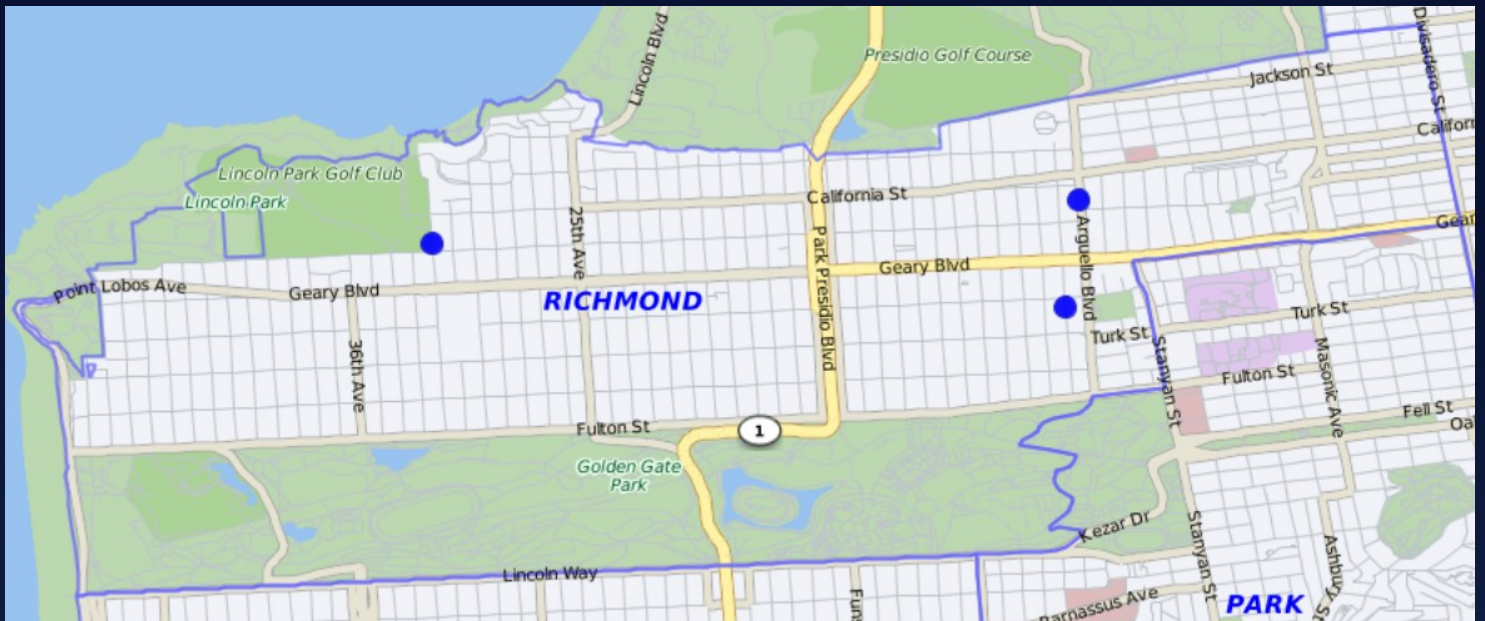 Lincoln Blvd
Presidio Golf Course
Divisadero St
Jackson St
Lincoln Park Golf Club
Lincoln Park
25th Ave
California St
Point Lobos Ave
Geary Blvd
RICHMOND
Park Presidio Blvd
Geary Blvd
Arguello Blvd
36th Ave
Turk St
Turk St
Stanyan St
Masonic Ave
Fulton St
Fulton St
1
Fell St
Golden Gate
Park
Kezar Dr
Stanyan St
Lincoln Way
Ashbury St
PARK